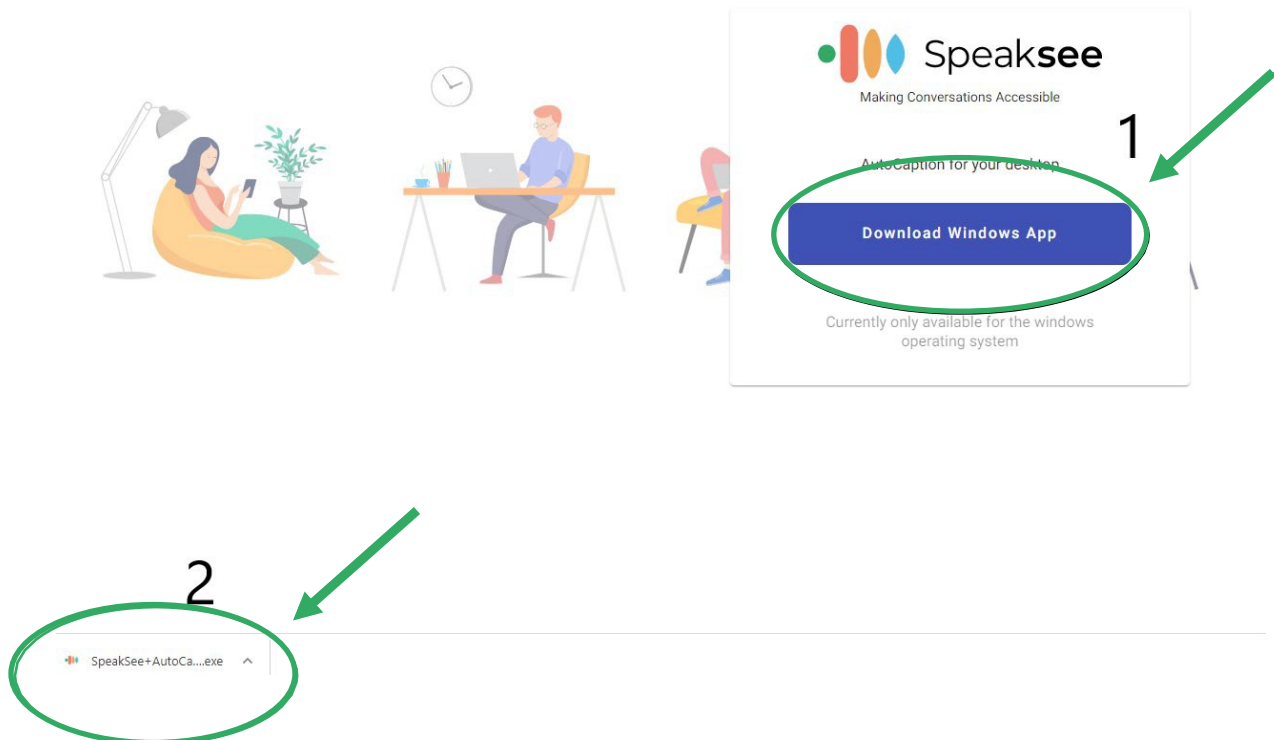 Speaksee
Making Conversations Accessible
1
AutoCaption for your desktop
Download Windows App
Currently only available for the windows
operating system
2
SpeakSee+AutoCa....exe